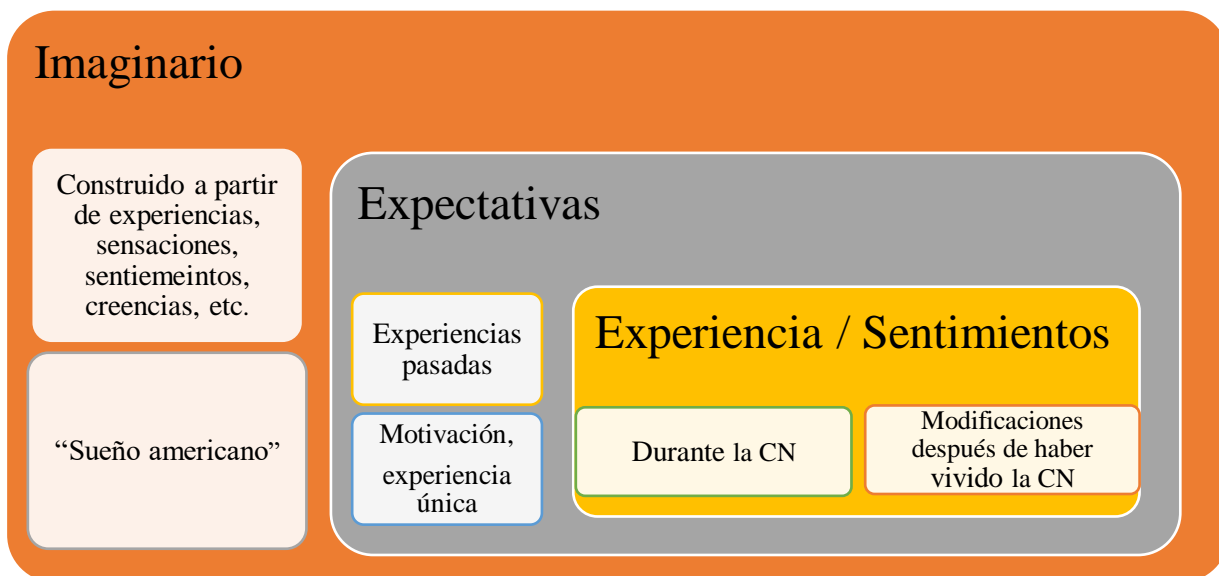 Imaginario
Construido a partir
de experiencias,
sensaciones,
sentiemeintos,
creencias, etc.
“Sueño americano”
Expectativas
Experiencias
pasadas
Motivación,
experiencia
única
Experiencia / Sentimientos
Durante la CN
Modificaciones
después de haber
vivido la CN